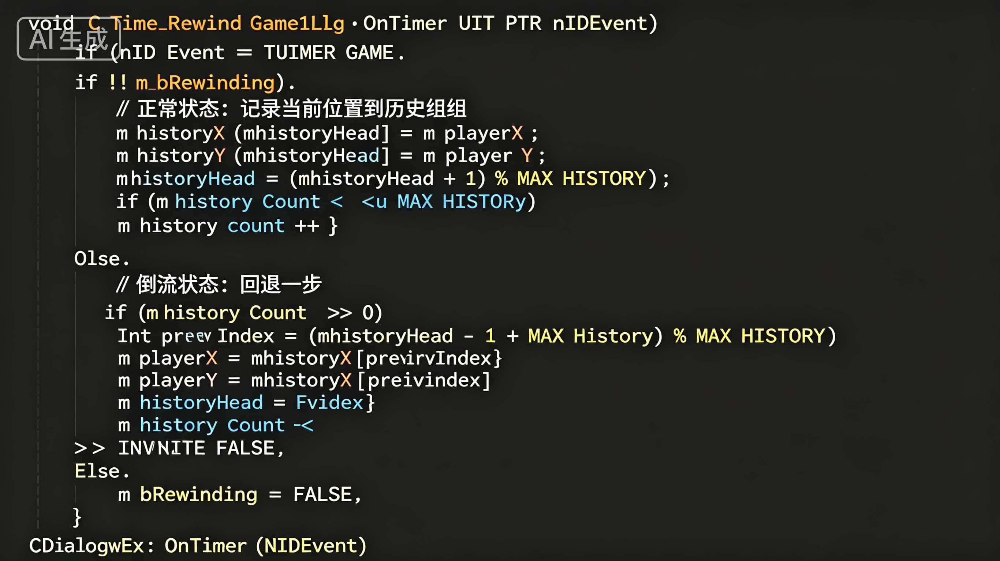 void C Time_Rewind Game1Llg · OnTimer UIT PTR nIDEvent)
AI 生成
if (nID Event = TUIMER GAME.
if !! m_bRewinding).
// 正常状态：记录当前位置到历史组组
m historyX (mhistoryHead] = m playerX ;
m historyY (mhistoryHead] = m player Y ;
mhistoryHead = (mhistoryHead + 1) % MAX HISTORY);
if (m history Count < <u MAX HISTORy)
m history count ++ }
Olse.
// 倒流状态：回退一步
if (m history Count >> 0)
Int Index = (mhistoryHead - 1 + MAX History) % MAX HISTORY)
m playerX = mhistoryX [previrvIndex}
m playerY = mhistoryX [preivindex]
m historyHead = Fvidex}
m history Count -<
>> FALSE,
Else.
m bRewinding = FALSE,
}
CDialogwEx: OnTimer (NIDEvent)